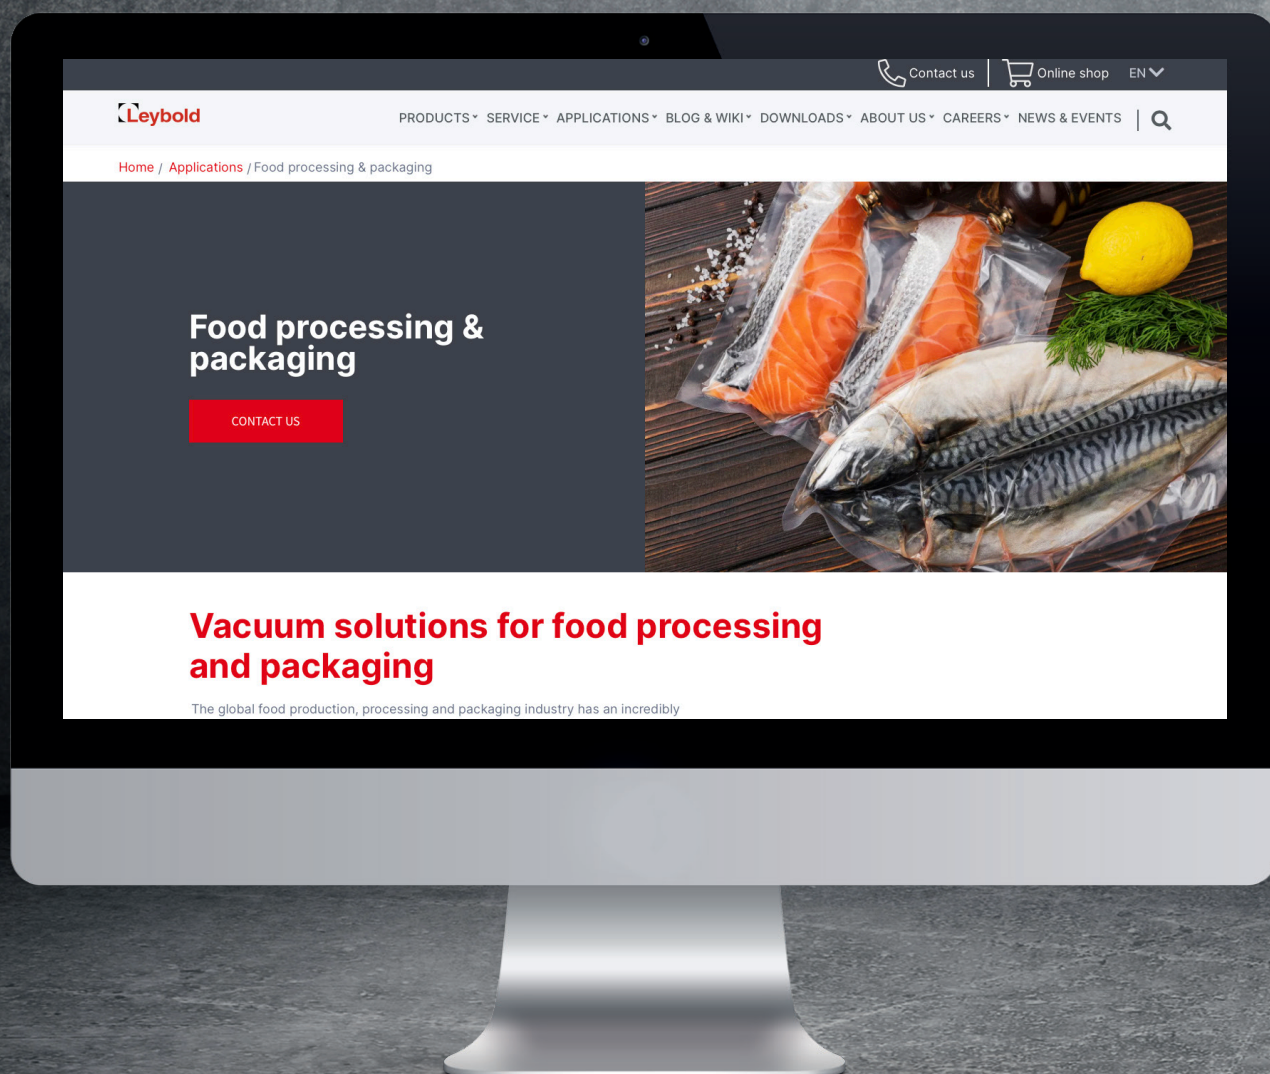 Contact us
Online shop
EN
Leybold
PRODUCTS SERVICE APPLICATIONS BLOG & WIKI DOWNLOADS ABOUT US CAREERS NEWS & EVENTS
Home / Applications / Food processing & packaging
Food processing &
packaging
CONTACT US
Vacuum solutions for food processing
and packaging
The global food production, processing and packaging industry has an incredibly